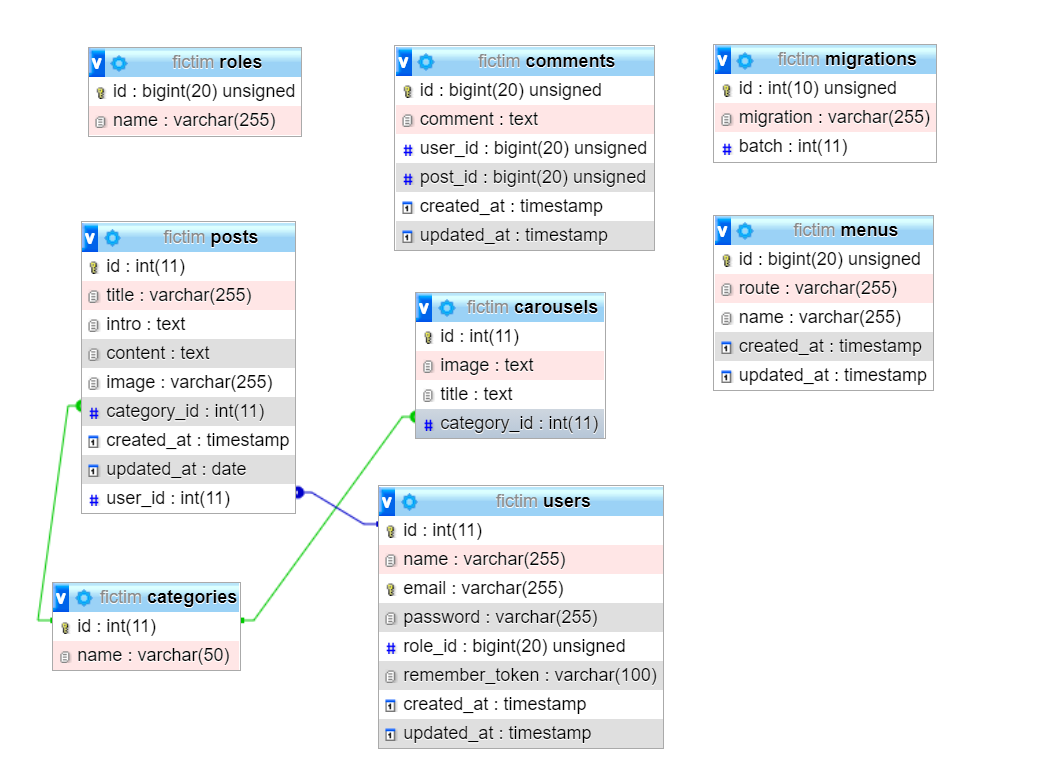 v fictim roles
id : bigint(20) unsigned
name : varchar(255)
v fictim comments
id : bigint(20) unsigned
comment : text
# user_id : bigint(20) unsigned
# post_id : bigint(20) unsigned
created_at : timestamp
updated_at : timestamp
v fictim migrations
id : int(10) unsigned
migration : varchar(255)
# batch : int(11)
v fictim posts
id : int(11)
title : varchar(255)
intro : text
content : text
image : varchar(255)
# category_id : int(11)
created_at : timestamp
updated_at : date
# user_id : int(11)
v fictim carousels
id : int(11)
image : text
title : text
# category_id : int(11)
v fictim menus
id : bigint(20) unsigned
route : varchar(255)
name : varchar(255)
created_at : timestamp
updated_at : timestamp
v fictim categories
id : int(11)
name : varchar(50)
v fictim users
id : int(11)
name : varchar(255)
email : varchar(255)
password : varchar(255)
# role_id : bigint(20) unsigned
remember_token : varchar(100)
created_at : timestamp
updated_at : timestamp